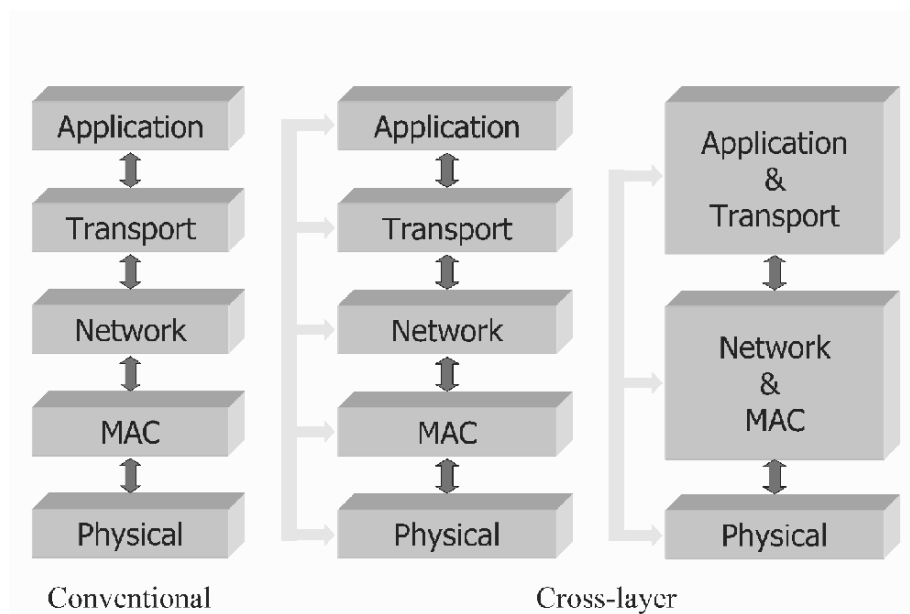 Application
Transport
Network
MAC
Physical
Conventional
Application
Transport
Network
MAC
Physical
Application
&
Transport
Network
&
MAC
Physical
Cross-layer